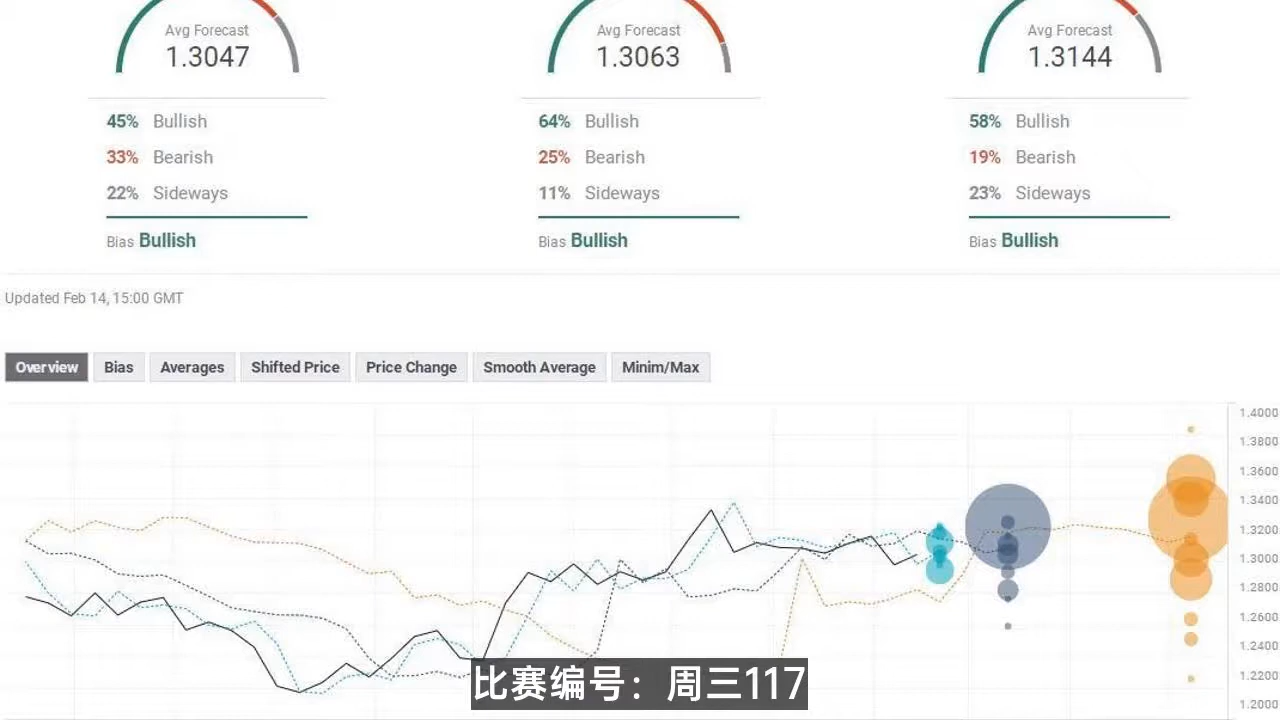 Avg Forecast Avg Forecast Avg Forecast
1.3047 1.3063 1.3144
45% Bullish 64% Bullish 58% Bullish
33% Bearish 25% Bearish 19% Bearish
22% Sideways 11% Sideways 23% Sideways
Bias Bullish Bias Bullish Bias Bullish
Updated Feb 14, 15:00 GMT
Overview Bias Averages Shifted Price Price Change Smooth Average Minim/Max
1.4000
1.3800
1.3600
1.3400
1.3200
1.3000
1.2800
1.2600
1.2400
1.2200
1.2000
比赛编号：周三117